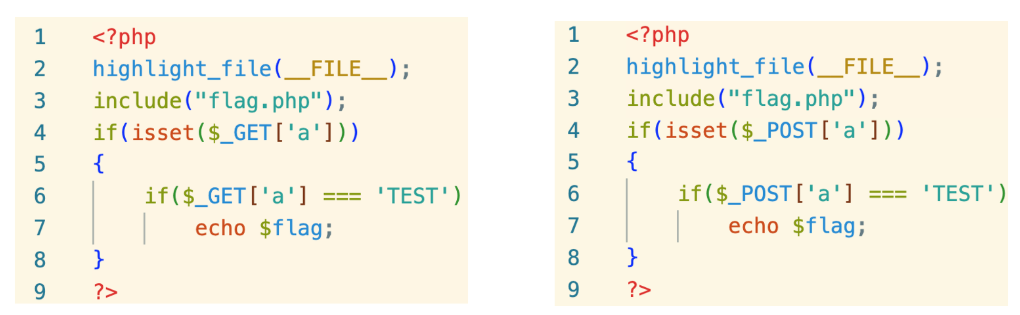 1 <?php
2 highlight_file(__FILE__);
3 include("flag.php");
4 if(isset($_GET['a']))
5 {
6 if($_GET['a'] === 'TEST')
7 echo $flag;
8 }
9 ?>
1 <?php
2 highlight_file(__FILE__);
3 include("flag.php");
4 if(isset($_POST['a']))
5 {
6 if($_POST['a'] === 'TEST')
7 echo $flag;
8 }
9 ?>